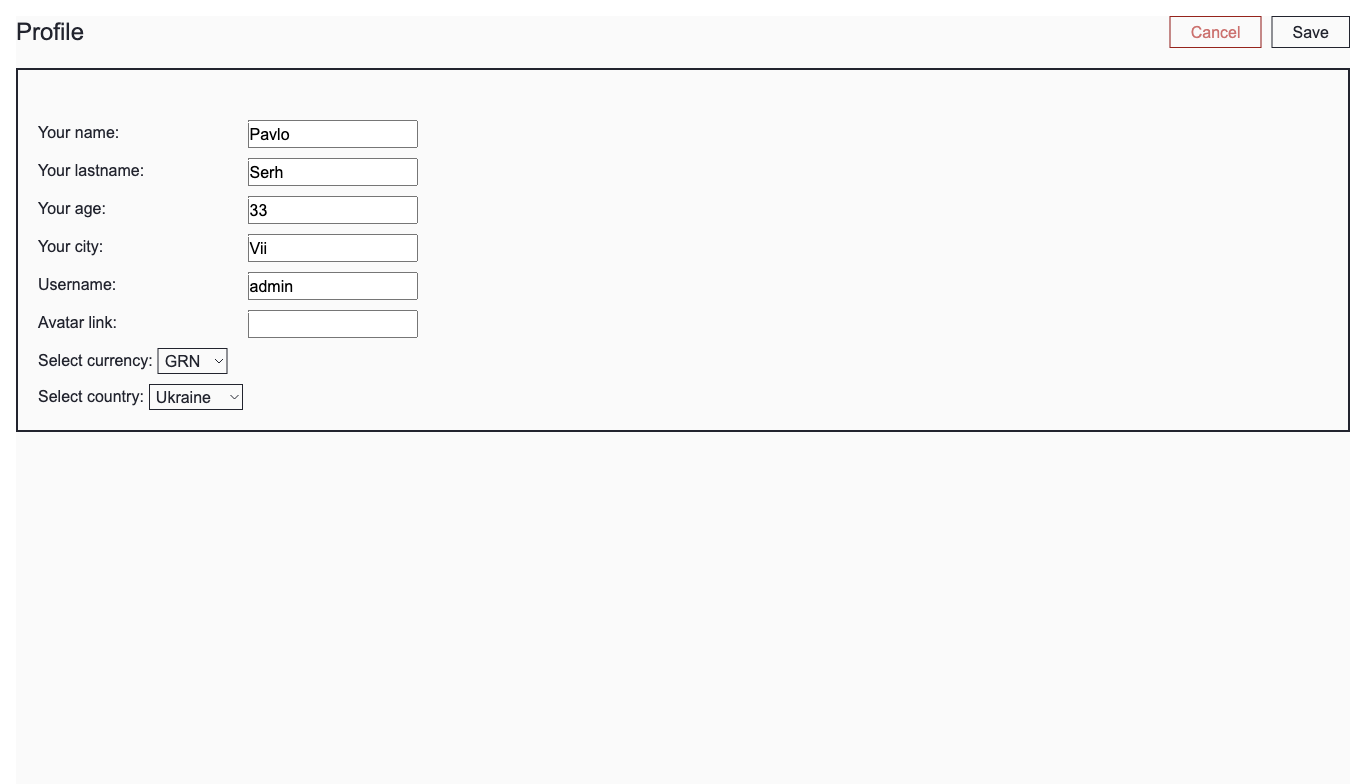 Profile
Cancel Save
Your name: Pavlo
Your lastname: Serh
Your age: 33
Your city: Vii
Username: admin
Avatar link:
Select currency: GRN
Select country: Ukraine